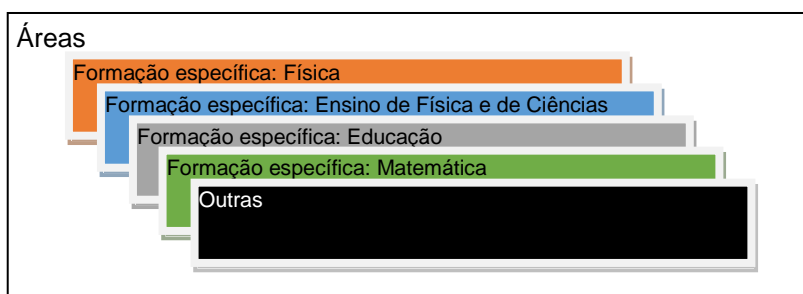 Áreas
Formação específica: Física
Formação específica: Ensino de Física e de Ciências
Formação específica: Educação
Formação específica: Matemática
Outras